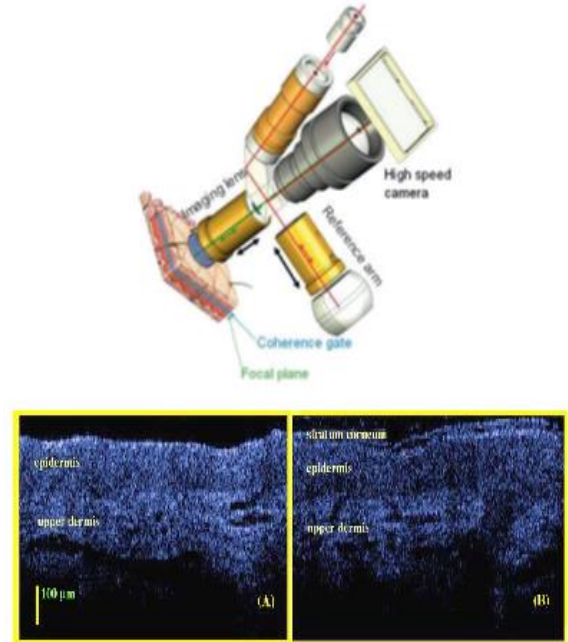 High speed
camera
Imaging lens
Reference arm
Coherence gate
Focal plane
epidermis
upper dermis
100 μm
(A)
stratum corneum
epidermis
upper dermis
(B)